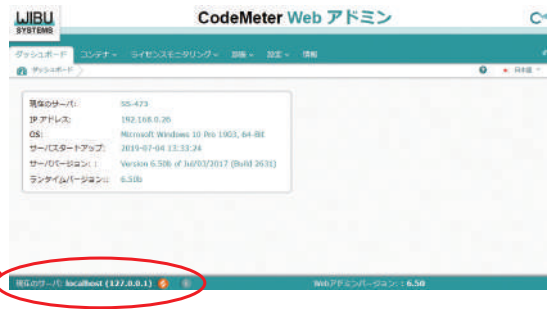 WIBU
SYSTEMS
CodeMeter Web アドミン
ダッシュボード コンテナ ライセンスモニタリング 診断 設定 情報
ダッシュボード
日本語
現在のサーバ: SIS-473
IP アドレス: 192.168.0.26
OS: Microsoft Windows 10 Pro 1903, 64-Bit
サーバスタートアップ: 2019-07-04 13:33:24
サーババージョン: : Version 6.50b of Jul/03/2017 (Build 2631)
ランタイムバージョン:: 6.50b
現在のサーバ: localhost (127.0.0.1)
Webアドミンバージョン: : 6.50